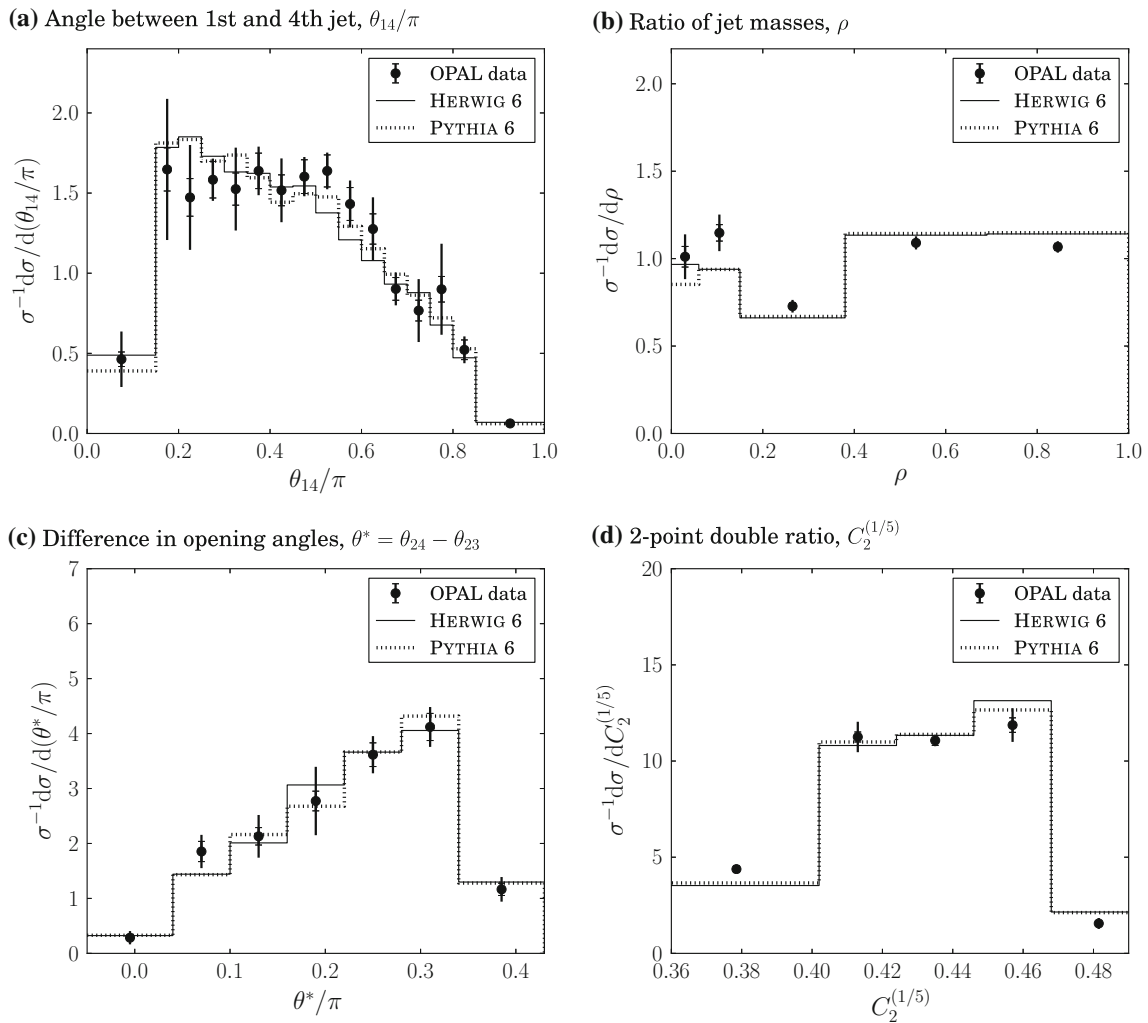 (a) Angle between 1st and 4th jet, θ₁₄/π
OPAL data
HERWIG 6
PYTHIA 6
σ⁻¹dσ/d(θ₁₄/π)
2.0
1.5
1.0
0.5
0.0
0.0 0.2 0.4 0.6 0.8 1.0
θ₁₄/π
(b) Ratio of jet masses, ρ
OPAL data
HERWIG 6
PYTHIA 6
σ⁻¹dσ/dρ
2.0
1.5
1.0
0.5
0.0
0.0 0.2 0.4 0.6 0.8 1.0
ρ
(c) Difference in opening angles, θ* = θ₂₄ − θ₂₃
OPAL data
HERWIG 6
PYTHIA 6
σ⁻¹dσ/d(θ*/π)
7
6
5
4
3
2
1
0
0.0 0.1 0.2 0.3 0.4
θ*/π
(d) 2-point double ratio, C₂⁽¹ᐟ⁵⁾
OPAL data
HERWIG 6
PYTHIA 6
σ⁻¹dσ/dC₂⁽¹ᐟ⁵⁾
20
15
10
5
0
0.36 0.38 0.40 0.42 0.44 0.46 0.48
C₂⁽¹ᐟ⁵⁾